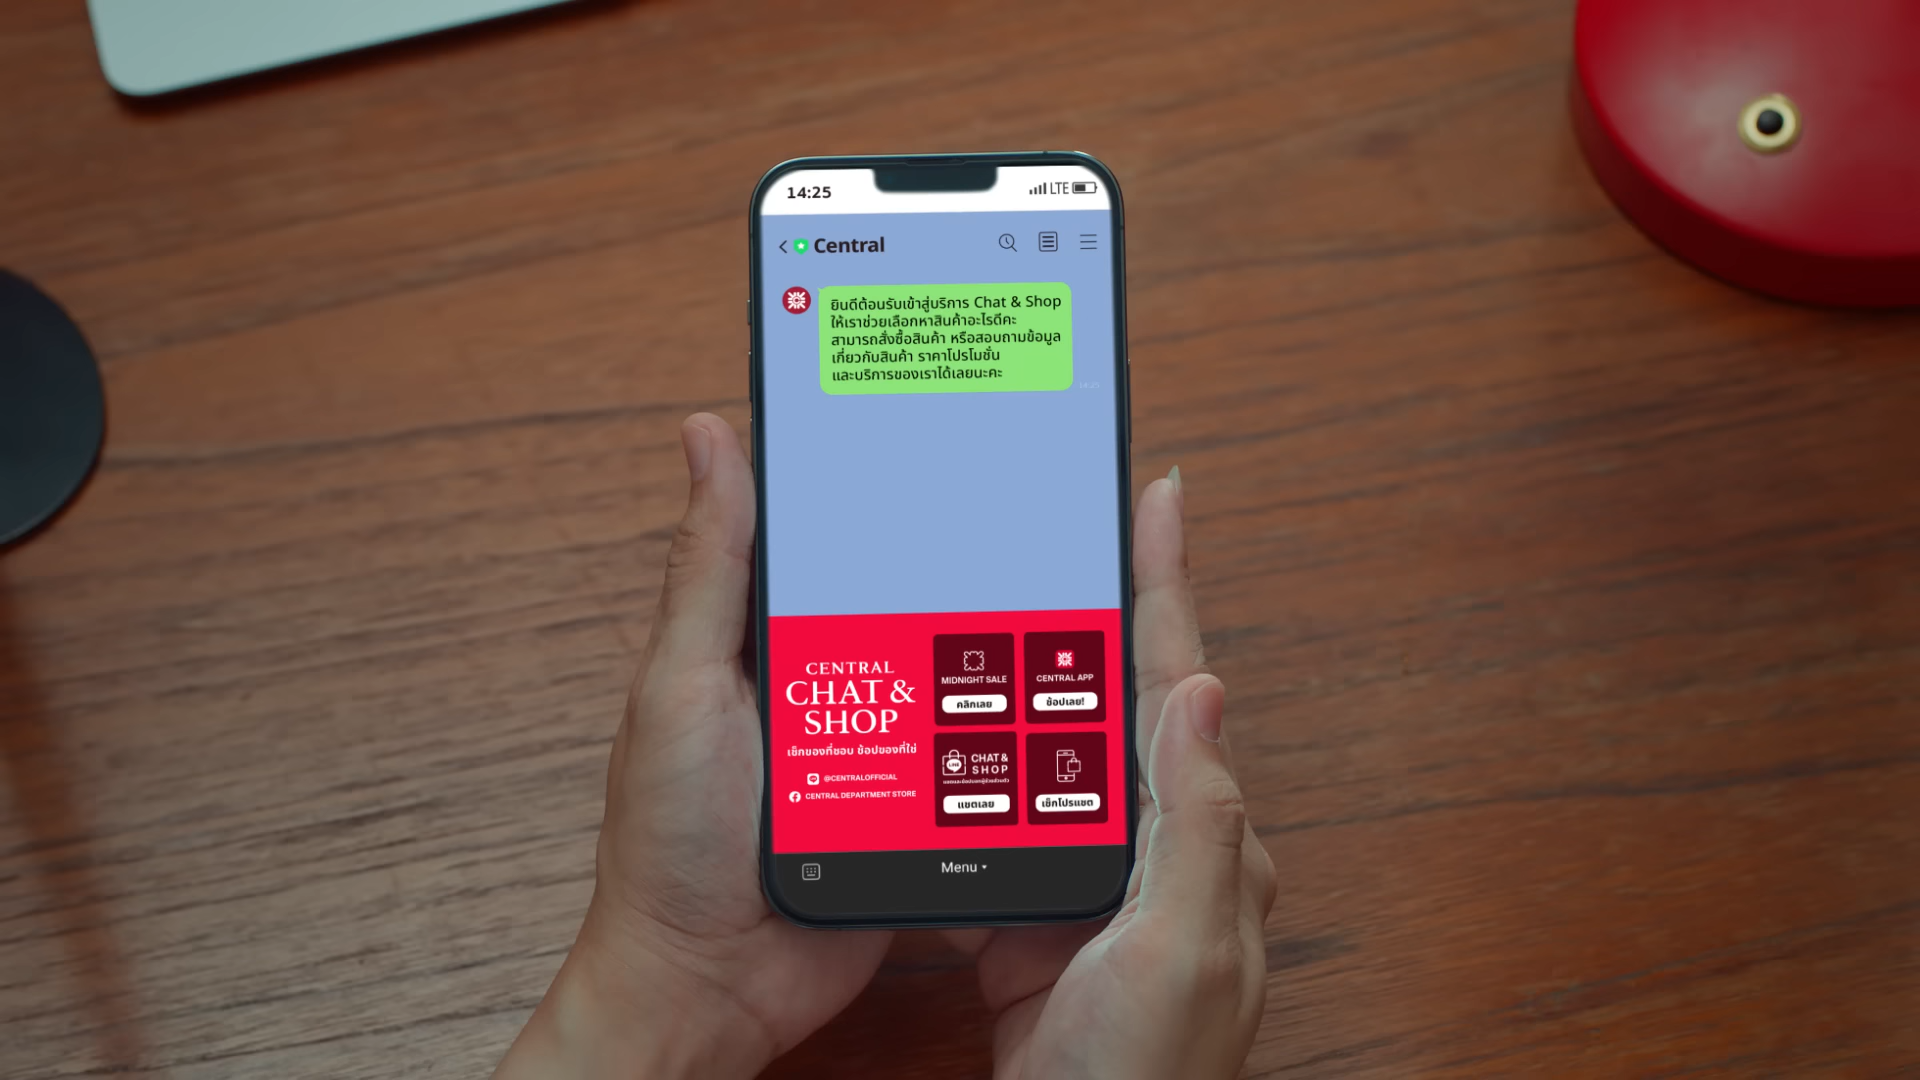 14:25
LTE
Central
ยินดีต้อนรับเข้าสู่บริการ Chat & Shop
ให้เราช่วยเลือกหาสินค้าอะไรดีคะ
สามารถสั่งซื้อสินค้า หรือสอบถามข้อมูล
เกี่ยวกับสินค้า ราคาโปรโมชั่น
และบริการของเราได้เลยนะคะ
14:25
CENTRAL
CHAT &
SHOP
เช็กของที่ชอบ ช้อปของที่ใช่
@CENTRALOFFICIAL
CENTRAL DEPARTMENT STORE
MIDNIGHT SALE
คลิกเลย
CENTRAL APP
ช้อปเลย!
LINE
CHAT &
SHOP
แชตเลย
เช็กโปรแชต
Menu